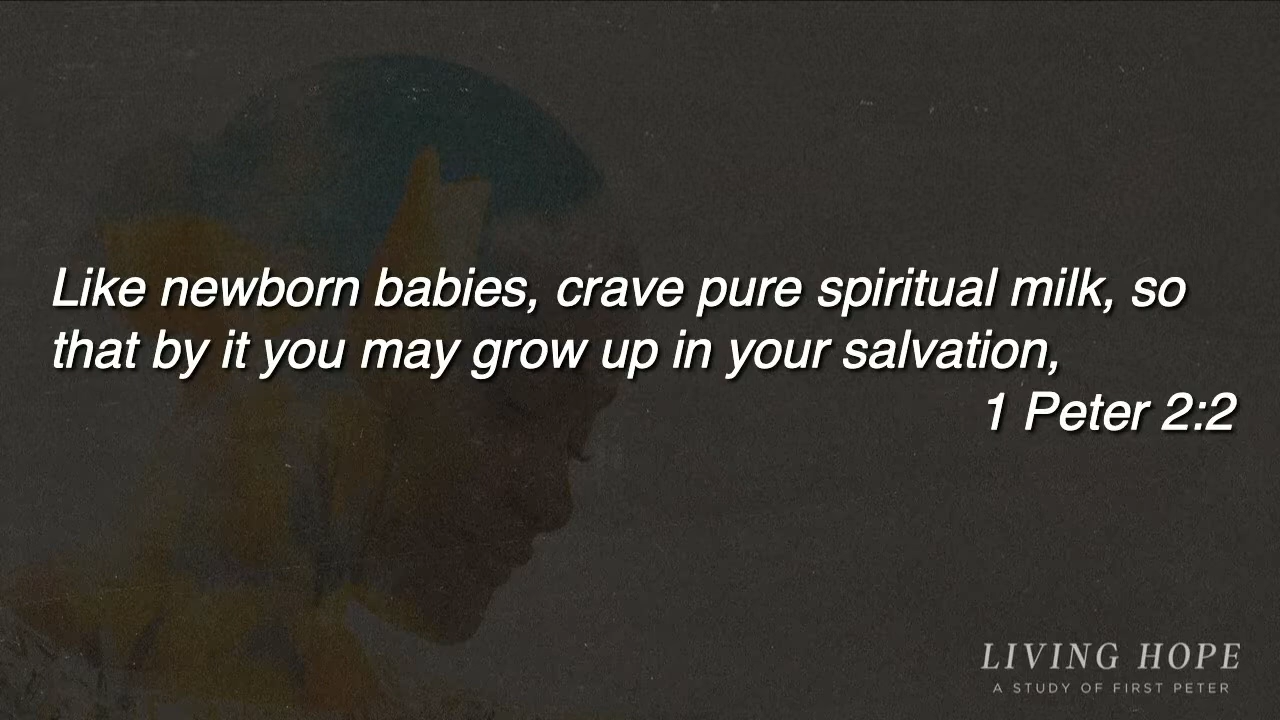 Like newborn babies, crave pure spiritual milk, so
that by it you may grow up in your salvation,
1 Peter 2:2
LIVING HOPE
A STUDY OF FIRST PETER